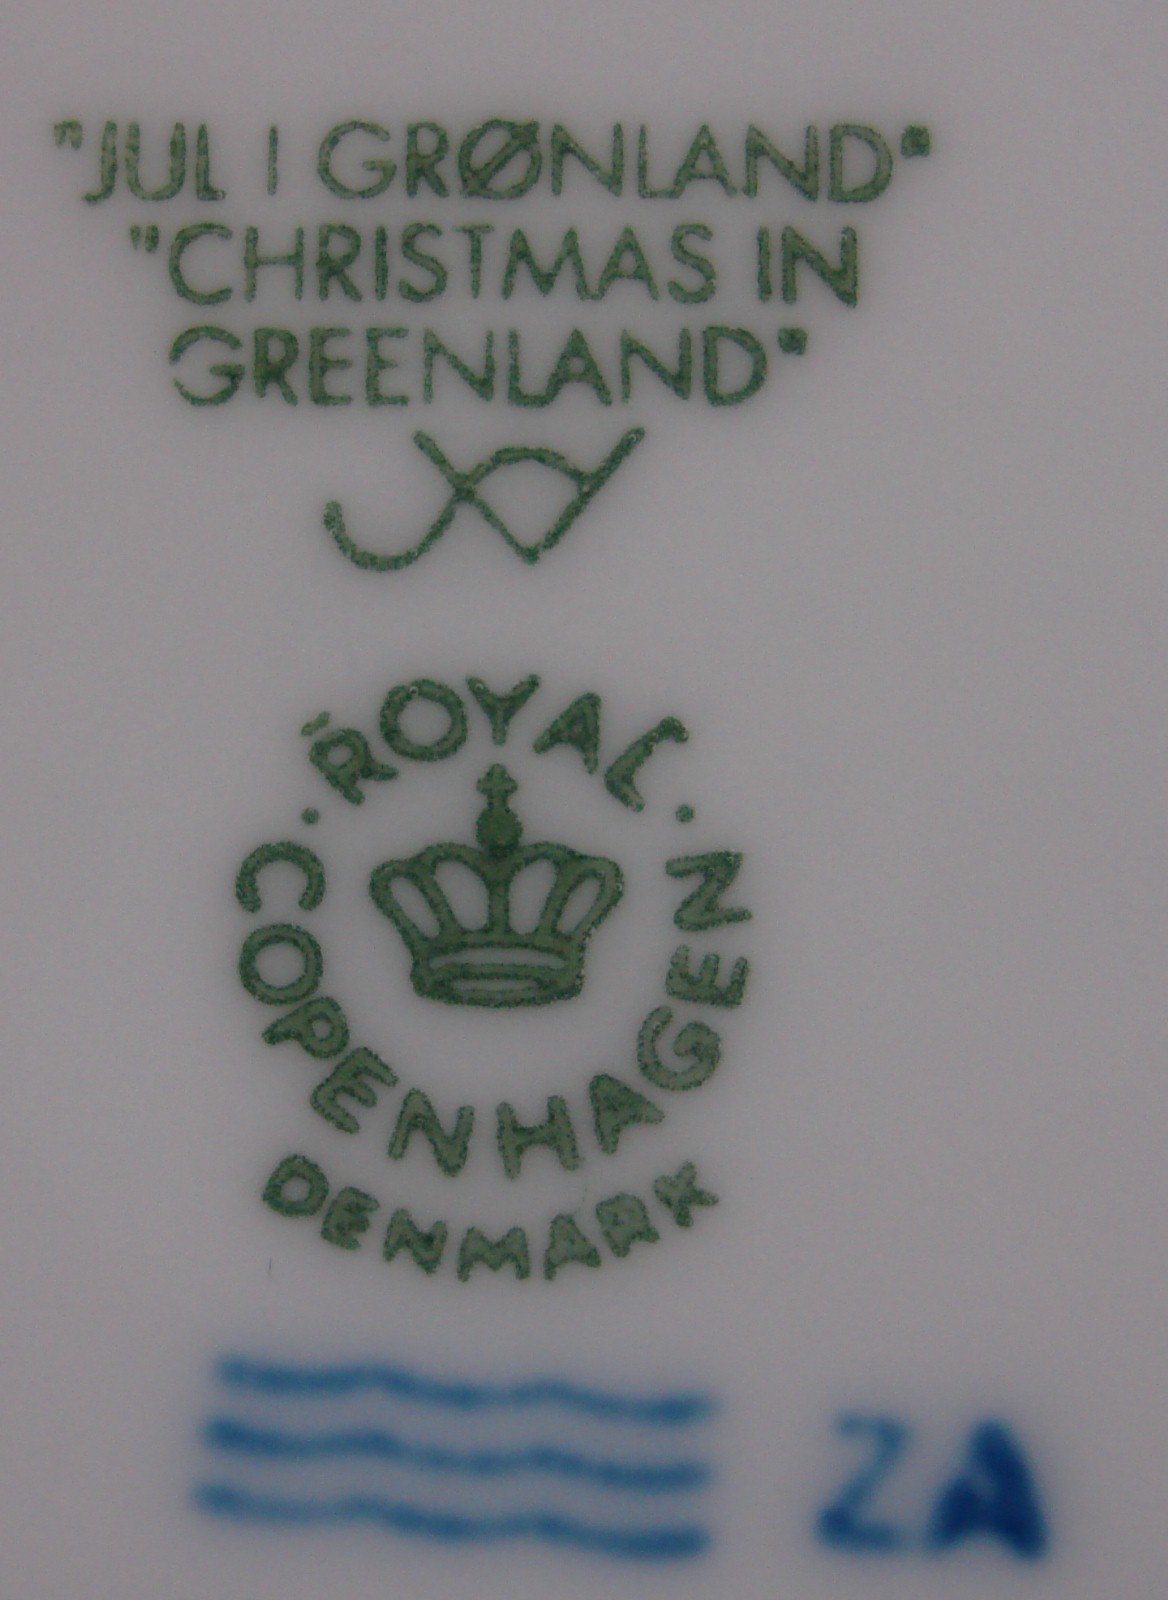 "JUL I GRØNLAND"
"CHRISTMAS IN
GREENLAND"
ROYAL
COPENHAGEN
DENMARK
ZA